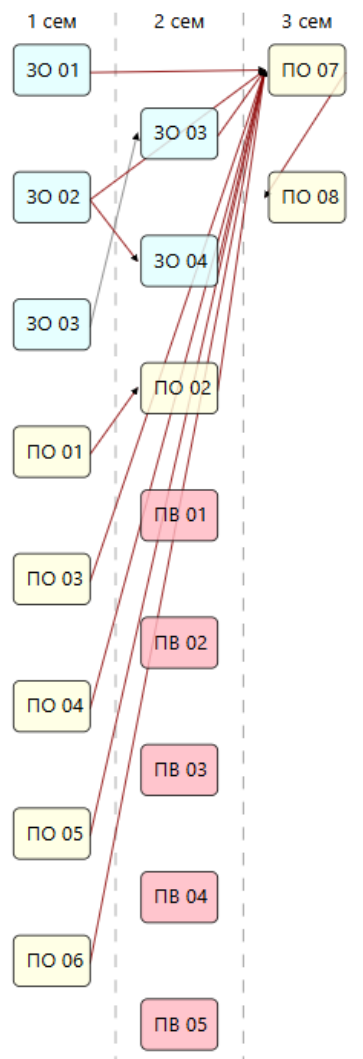 1 сем 2 сем 3 сем
ЗО 01 ПО 07
ЗО 03
ЗО 02 ПО 08
ЗО 04
ЗО 03
ПО 02
ПО 01
ПВ 01
ПО 03
ПВ 02
ПО 04
ПВ 03
ПО 05
ПВ 04
ПО 06
ПВ 05